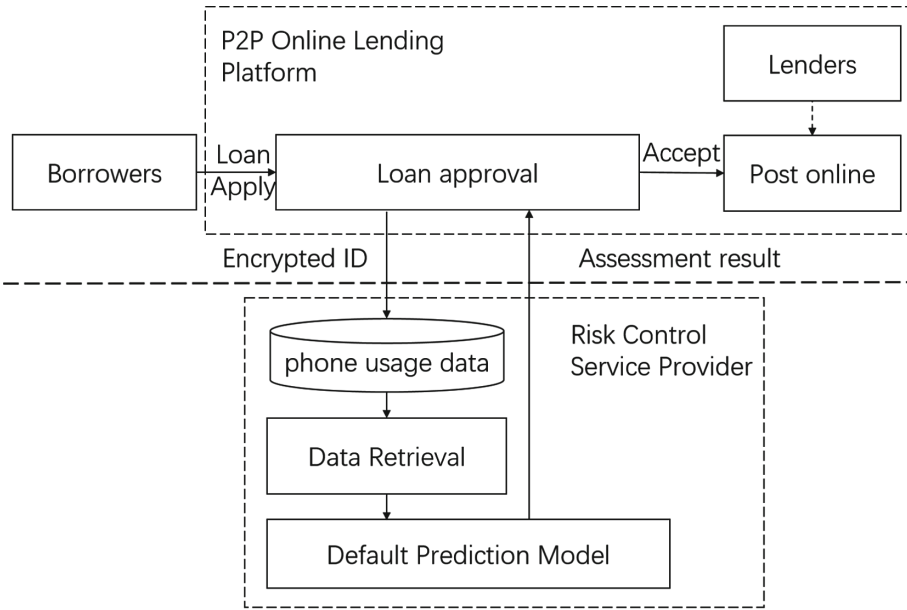 P2P Online Lending
Platform
Lenders
Borrowers
Loan
Apply
Loan approval
Accept
Post online
Encrypted ID
Assessment result
Risk Control
Service Provider
phone usage data
Data Retrieval
Default Prediction Model